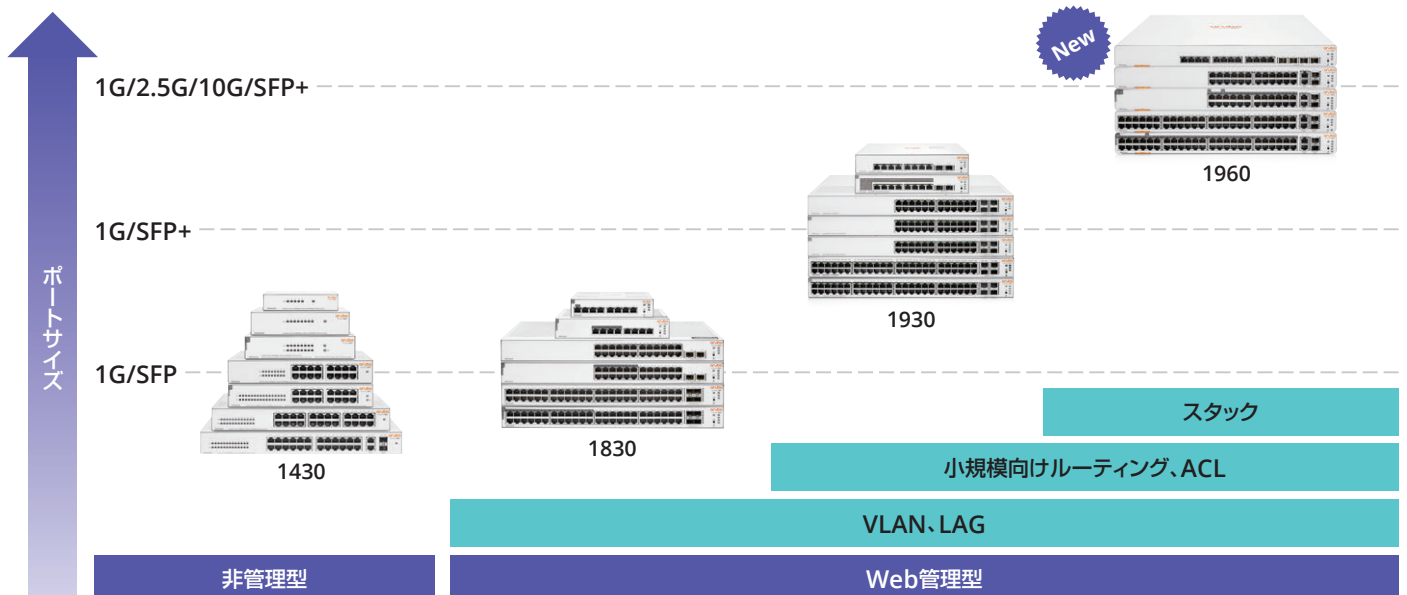 New
1G/2.5G/10G/SFP+
1960
1G/SFP+
1930
ポートサイズ
1G/SFP
1430
1830
スタック
小規模向けルーティング、ACL
VLAN、LAG
非管理型
Web管理型